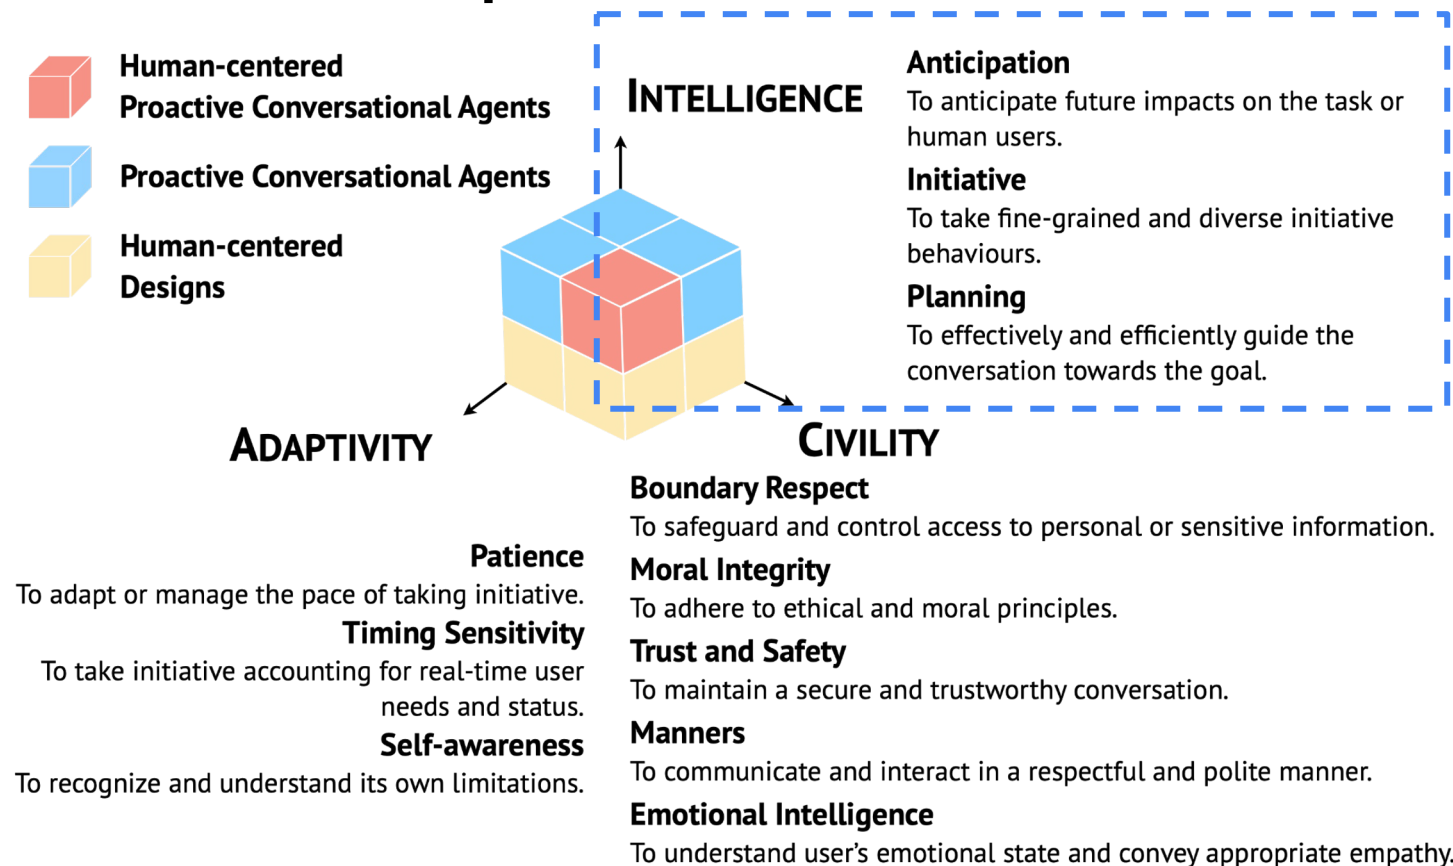 Human-centered
Proactive Conversational Agents
Proactive Conversational Agents
Human-centered
Designs
INTELLIGENCE
Anticipation
To anticipate future impacts on the task or
human users.
Initiative
To take fine-grained and diverse initiative
behaviours.
Planning
To effectively and efficiently guide the
conversation towards the goal.
ADAPTIVITY
Patience
To adapt or manage the pace of taking initiative.
Timing Sensitivity
To take initiative accounting for real-time user
needs and status.
Self-awareness
To recognize and understand its own limitations.
CIVILITY
Boundary Respect
To safeguard and control access to personal or sensitive information.
Moral Integrity
To adhere to ethical and moral principles.
Trust and Safety
To maintain a secure and trustworthy conversation.
Manners
To communicate and interact in a respectful and polite manner.
Emotional Intelligence
To understand user's emotional state and convey appropriate empathy.